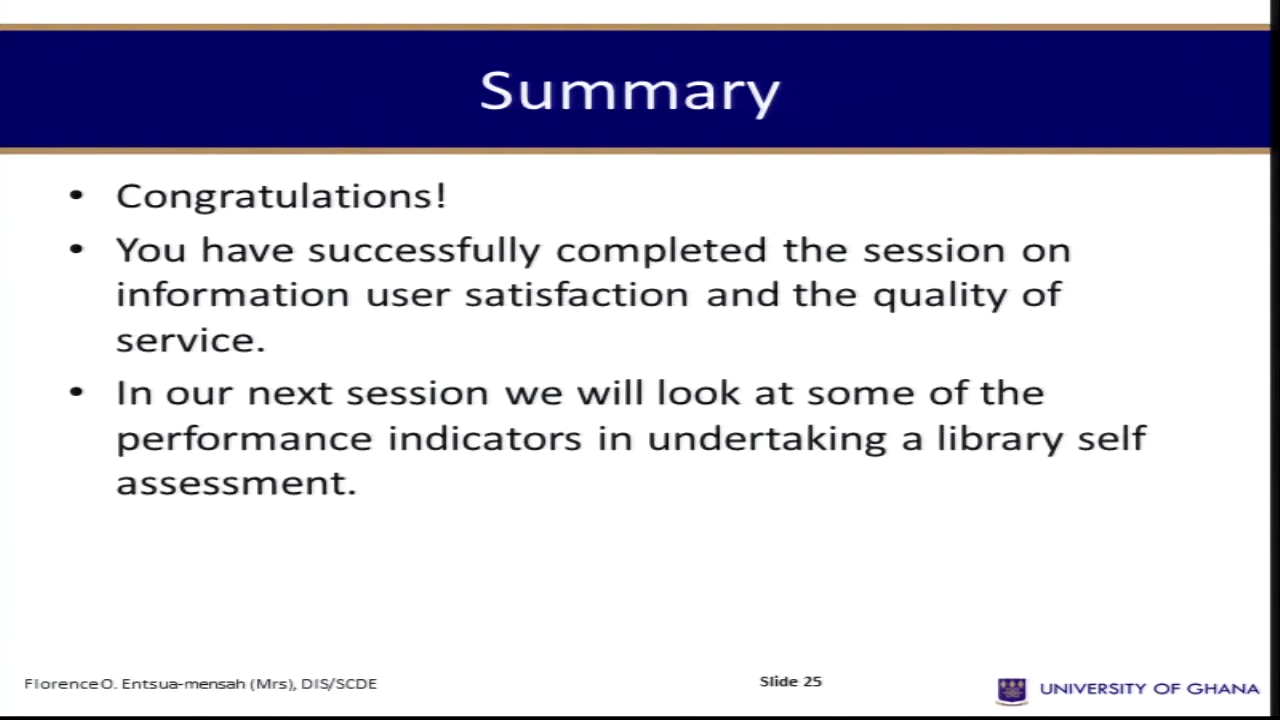 Summary
• Congratulations!
• You have successfully completed the session on
information user satisfaction and the quality of
service.
• In our next session we will look at some of the
performance indicators in undertaking a library self
assessment.
Florence O. Entsua-mensah (Mrs), DIS/SCDE
Slide 25
UNIVERSITY OF GHANA